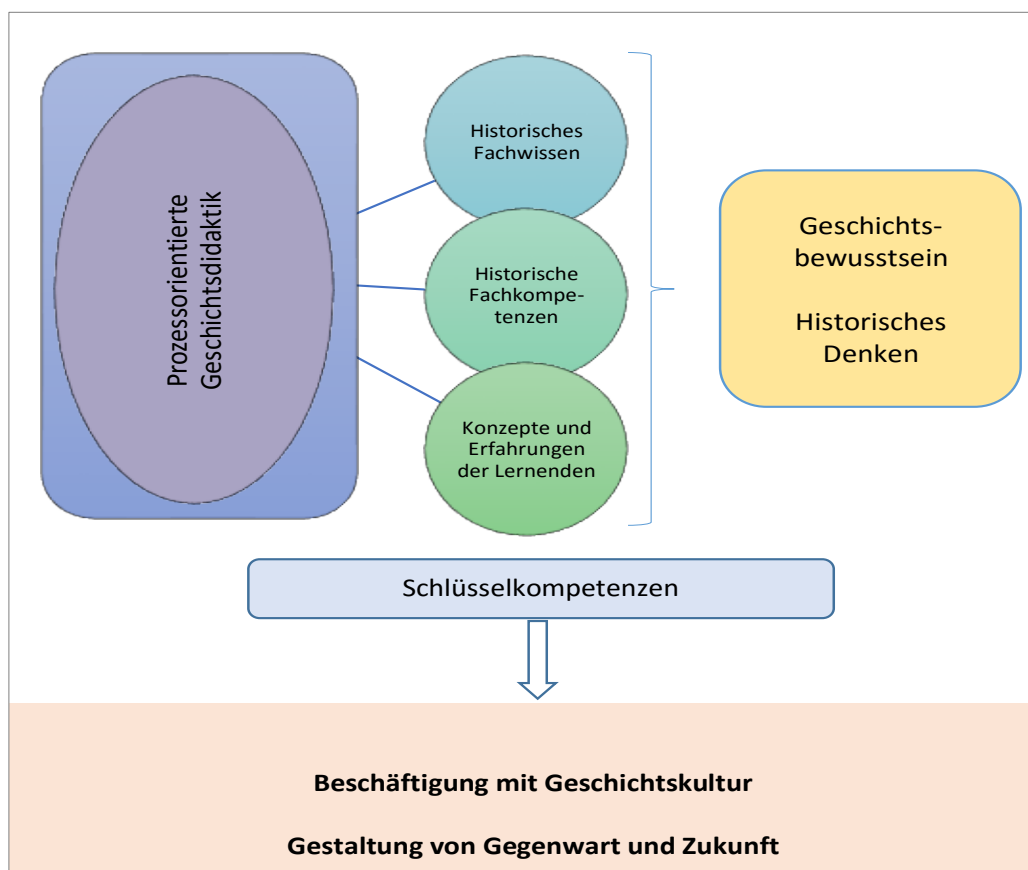 Prozessorientierte
Geschichtsdidaktik
Historisches
Fachwissen
Historische
Fachkompe-
tenzen
Konzepte und
Erfahrungen
der Lernenden
Geschichts-
bewusstsein
Historisches
Denken
Schlüsselkompetenzen
Beschäftigung mit Geschichtskultur
Gestaltung von Gegenwart und Zukunft